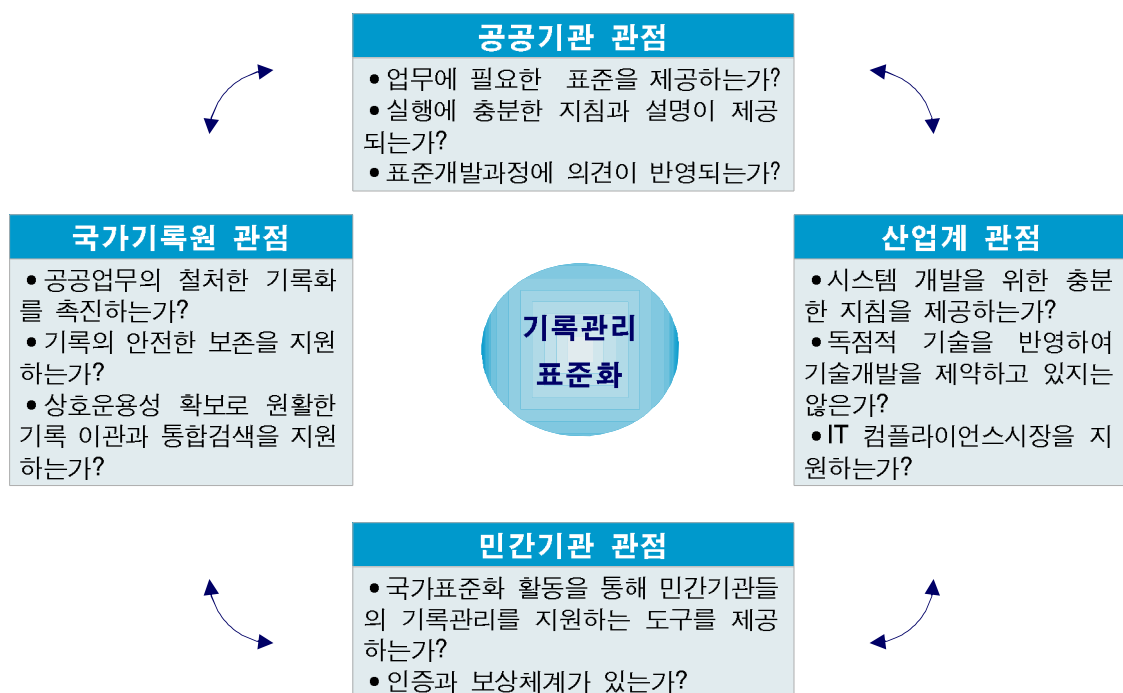 공공기관 관점
●업무에 필요한 표준을 제공하는가?
●실행에 충분한 지침과 설명이 제공
되는가?
●표준개발과정에 의견이 반영되는가?
국가기록원 관점
●공공업무의 철처한 기록화
를 촉진하는가?
●기록의 안전한 보존을 지원
하는가?
●상호운용성 확보로 원활한
기록 이관과 통합검색을 지원
하는가?
기록관리
표준화
산업계 관점
●시스템 개발을 위한 충분
한 지침을 제공하는가?
●독점적 기술을 반영하여
기술개발을 제약하고 있지는
않은가?
●IT 컴플라이언스시장을 지
원하는가?
민간기관 관점
●국가표준화 활동을 통해 민간기관들
의 기록관리를 지원하는 도구를 제공
하는가?
●인증과 보상체계가 있는가?